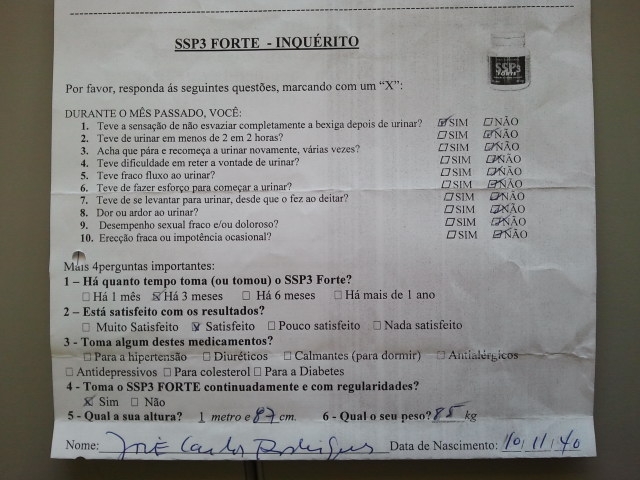 SSP3 FORTE - INQUÉRITO
SSP3
FORTE
Por favor, responda ás seguintes questões, marcando com um “X”:
DURANTE O MÊS PASSADO, VOCÊ:
1. Teve a sensação de não esvaziar completamente a bexiga depois de urinar? ☒SIM ☐NÃO
2. Teve de urinar em menos de 2 em 2 horas? ☐SIM ☒NÃO
3. Acha que pára e recomeça a urinar novamente, várias vezes? ☐SIM ☒NÃO
4. Teve dificuldade em reter a vontade de urinar? ☐SIM ☒NÃO
5. Teve fraco fluxo ao urinar? ☐SIM ☒NÃO
6. Teve de fazer esforço para começar a urinar? ☐SIM ☒NÃO
7. Teve de se levantar para urinar, desde que o fez ao deitar? ☐SIM ☒NÃO
8. Dor ou ardor ao urinar? ☐SIM ☒NÃO
9. Desempenho sexual fraco e/ou doloroso? ☐SIM ☒NÃO
10. Erecção fraca ou impotência ocasional? ☐SIM ☒NÃO
Mais 4perguntas importantes:
1 – Há quanto tempo toma (ou tomou) o SSP3 Forte?
☐ Há 1 mês ☒ Há 3 meses ☐ Há 6 meses ☐ Há mais de 1 ano
2 – Está satisfeito com os resultados?
☐ Muito Satisfeito ☒ Satisfeito ☐ Pouco satisfeito ☐ Nada satisfeito
3 - Toma algum destes medicamentos?
☐ Para a hipertensão ☐ Diuréticos ☐ Calmantes (para dormir) ☐ Antialérgicos
☐ Antidepressivos ☐ Para colesterol ☐ Para a Diabetes
4 - Toma o SSP3 FORTE continuadamente e com regularidades?
☒ Sim ☐ Não
5 - Qual a sua altura? 1 metro e 87 cm. 6 - Qual o seu peso? 85 kg
Nome: José Carlos Rodrigues Data de Nascimento: 10/11/40